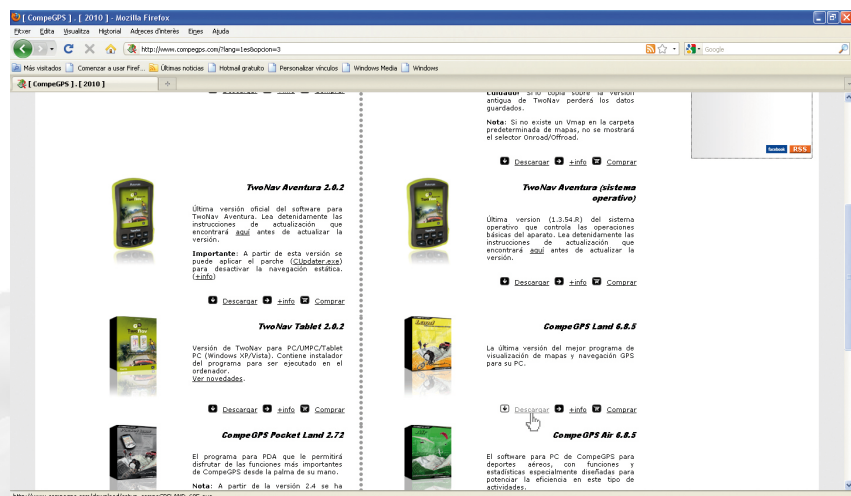 [ CompeGPS ] . [ 2010 ] - Mozilla Firefox
Fitxer Edita Visualitza Historial Adreces d'interès Eines Ajuda
http://www.compegps.com/?lang=1es&opcion=3
Google
Más visitados Comenzar a usar Firef... Últimas noticias Hotmail gratuito Personalizar vínculos Windows Media Windows
[ CompeGPS ] . [ 2010 ]
Descargar +info Comprar
Cuidado: Si lo copia sobre la versión
antigua de TwoNav perderá los datos
guardados.
Nota: Si no existe un Vmap en la carpeta
predeterminada de mapas, no se mostrará
el selector Onroad/Offroad.
Descargar +info Comprar
facebook RSS
TwoNav Aventura 2.0.2
Última versión oficial del software para
TwoNav Aventura. Lea detenidamente las
instrucciones de actualización que
encontrará aquí antes de actualizar la
versión.
Importante: A partir de esta versión se
puede aplicar el parche (CUpdater.exe)
para desactivar la navegación estática.
(+info)
Descargar +info Comprar
TwoNav Aventura (sistema
operativo)
Última version (1.3.54.R) del sistema
operativo que controla las operaciones
básicas del aparato. Lea detenidamente las
instrucciones de actualización que
encontrará aquí antes de actualizar la
versión.
Descargar +info Comprar
TwoNav Tablet 2.0.2
Versión de TwoNav para PC/UMPC/Tablet
PC (Windows XP/Vista). Contiene instalador
del programa para ser ejecutado en el
ordenador.
Ver novedades.
Descargar +info Comprar
CompeGPS Land 6.8.5
La última versión del mejor programa de
visualización de mapas y navegación GPS
para su PC.
Descargar +info Comprar
CompeGPS Pocket Land 2.72
El programa para PDA que le permitirá
disfrutar de las funciones más importantes
de CompeGPS desde la palma de su mano.
Nota: A partir de la versión 2.4 se ha
CompeGPS Air 6.8.5
El software para PC de CompeGPS para
deportes aéreos, con funciones y
estadísticas especialmente diseñadas para
potenciar la eficiencia en este tipo de
actividades.